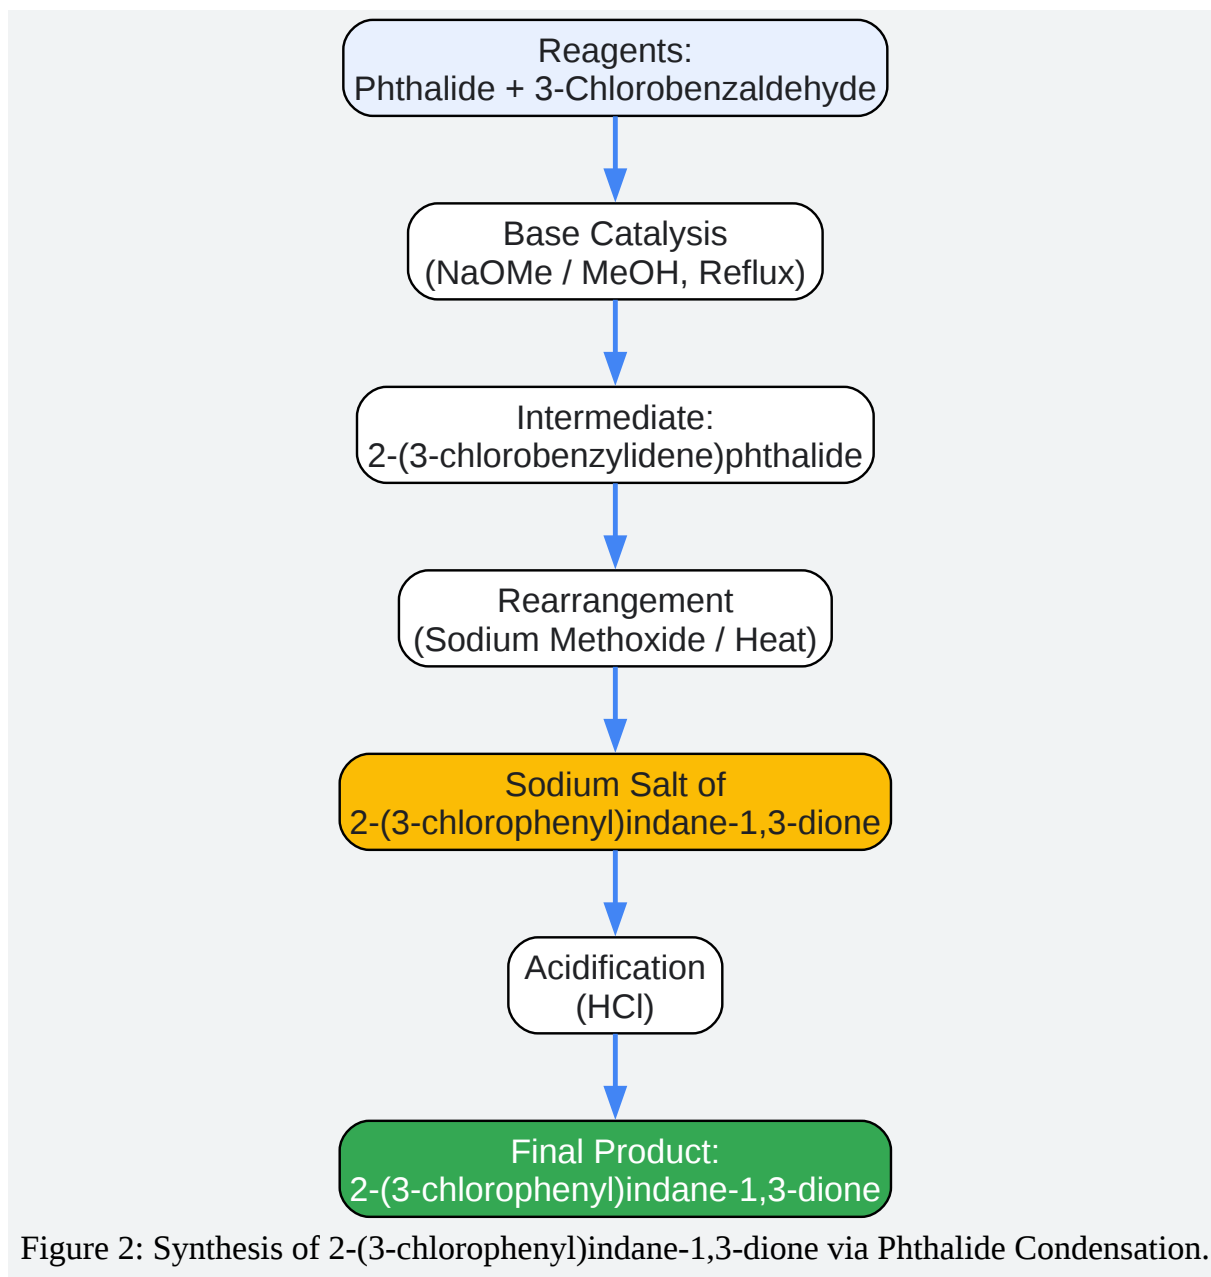 Reagents:
Phthalide + 3-Chlorobenzaldehyde
Base Catalysis
(NaOMe / MeOH, Reflux)
Intermediate:
2-(3-chlorobenzylidene)phthalide
Rearrangement
(Sodium Methoxide / Heat)
Sodium Salt of
2-(3-chlorophenyl)indane-1,3-dione
Acidification
(HCl)
Final Product:
2-(3-chlorophenyl)indane-1,3-dione
Figure 2: Synthesis of 2-(3-chlorophenyl)indane-1,3-dione via Phthalide Condensation.